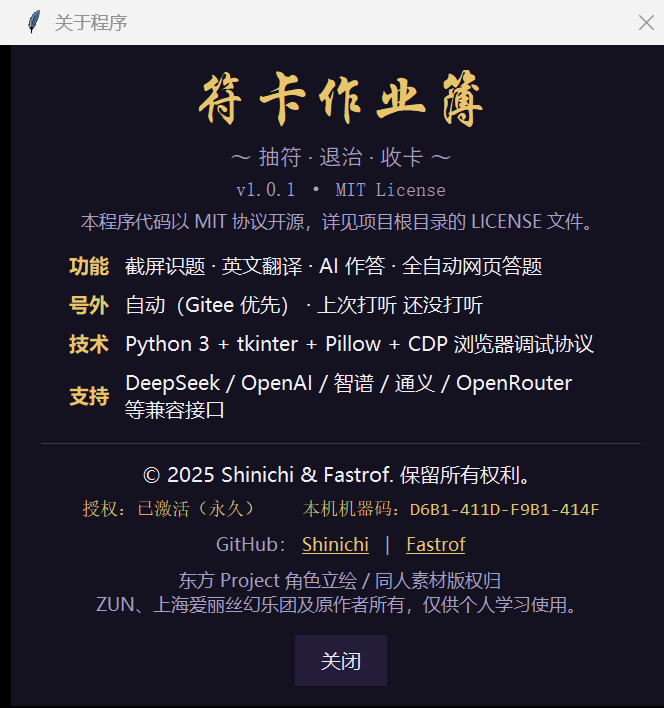 关于程序
符卡作业簿
～ 抽符 · 退治 · 收卡 ～
v1.0.1 • MIT License
本程序代码以 MIT 协议开源，详见项目根目录的 LICENSE 文件。
功能 截屏识题 · 英文翻译 · AI 作答 · 全自动网页答题
号外 自动（Gitee 优先） · 上次打听 还没打听
技术 Python 3 + tkinter + Pillow + CDP 浏览器调试协议
支持 DeepSeek / OpenAI / 智谱 / 通义 / OpenRouter
等兼容接口
© 2025 Shinichi & Fastrof. 保留所有权利。
授权：已激活（永久） 本机机器码：D6B1-411D-F9B1-414F
GitHub： Shinichi | Fastrof
东方 Project 角色立绘 / 同人素材版权归
ZUN、上海爱丽丝幻乐团及原作者所有，仅供个人学习使用。
关闭